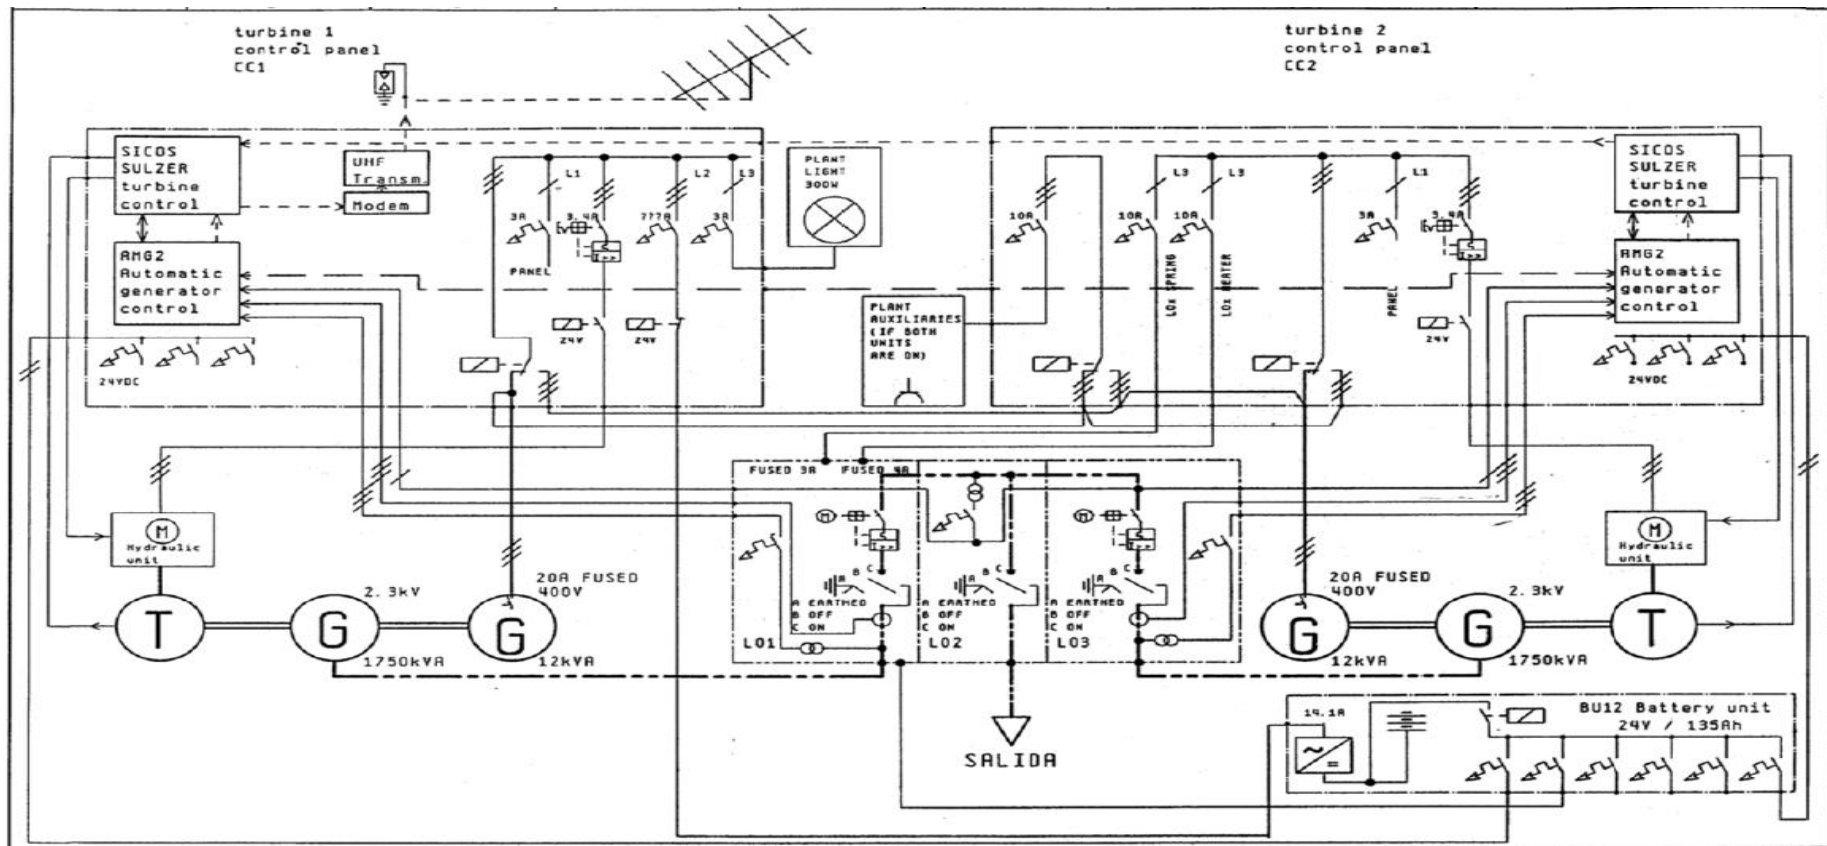 turbine 1
control panel
CC1
turbine 2
control panel
CC2
SICOS
SULZER
turbine
control
UHF
Transm.
Modem
AMG2
Automatic
generator
control
24VDC
L1
L2
L3
3A
3.4A
???A
3A
PANEL
24V
24V
PLANT
LIGHT
300W
PLANT
AUXILIARIES
(IF BOTH
UNITS
ARE ON)
L3
L3
L1
10A
10A
10A
3A
3.4A
LOx SPRING
LOx HEATER
PANEL
24V
SICOS
SULZER
turbine
control
AMG2
Automatic
generator
control
24VDC
FUSED 3A
FUSED 4A
M
Hydraulic
unit
T
G
2.3kV
1750kVA
G
20A FUSED
400V
12kVA
M
A
B
C
A EARTHED
B OFF
C ON
L01
A
B
C
A EARTHED
B OFF
C ON
L02
M
A
B
C
A EARTHED
B OFF
C ON
L03
SALIDA
20A FUSED
400V
G
12kVA
2.3kV
G
1750kVA
M
Hydraulic
unit
T
14.1A
BU12 Battery unit
24V / 135Ah